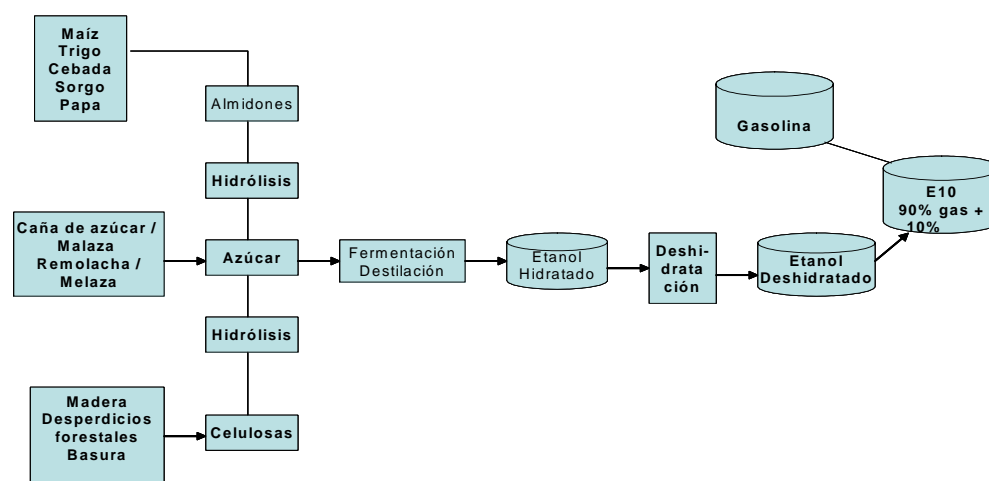 Maíz
Trigo
Cebada
Sorgo
Papa
Almidones
Hidrólisis
Caña de azúcar /
Malaza
Remolacha /
Melaza
Azúcar
Fermentación
Destilación
Etanol
Hidratado
Deshi-
drata
ción
Etanol
Deshidratado
Gasolina
E10
90% gas +
10%
Hidrólisis
Madera
Desperdicios
forestales
Basura
Celulosas